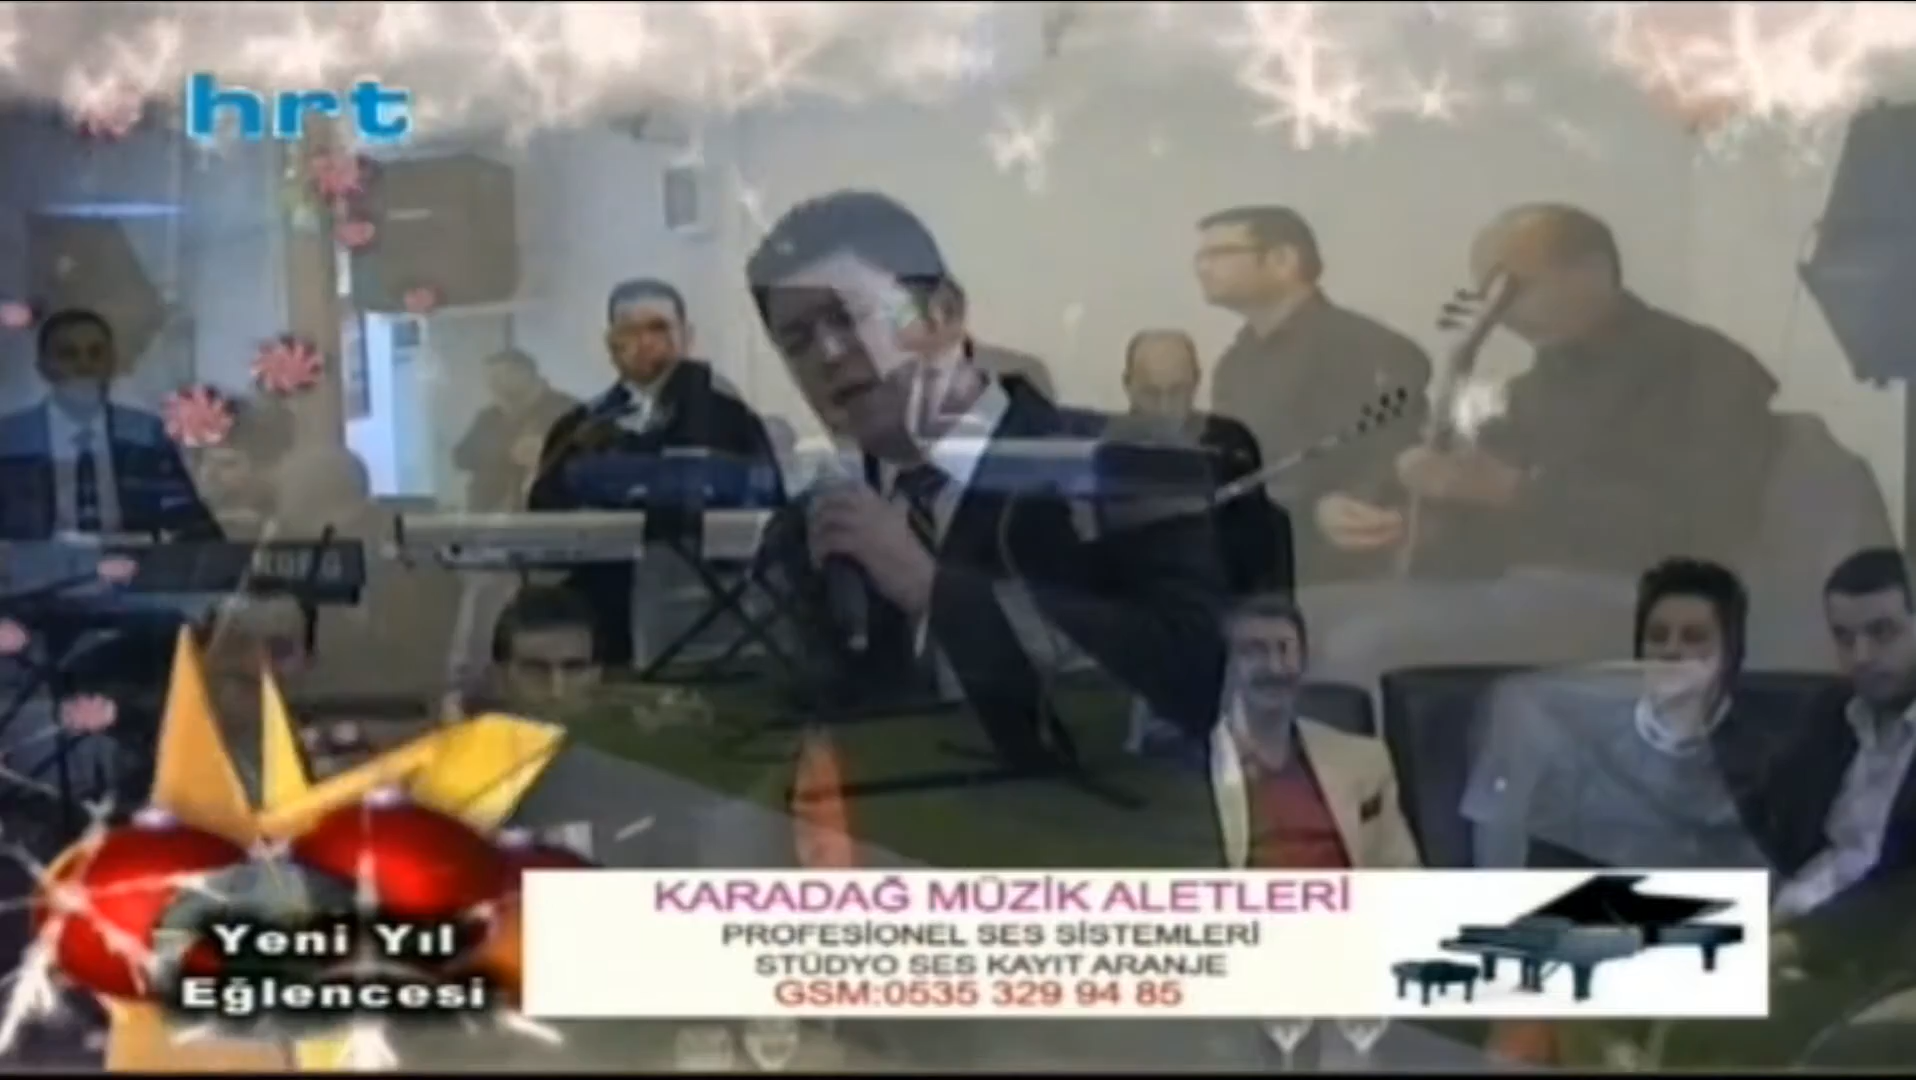 hrt
KORG
KARADAĞ MÜZİK ALETLERİ
PROFESİONEL SES SİSTEMLERİ
STÜDYO SES KAYIT ARANJE
GSM:0535 329 94 85
Yeni Yıl
Eğlencesi